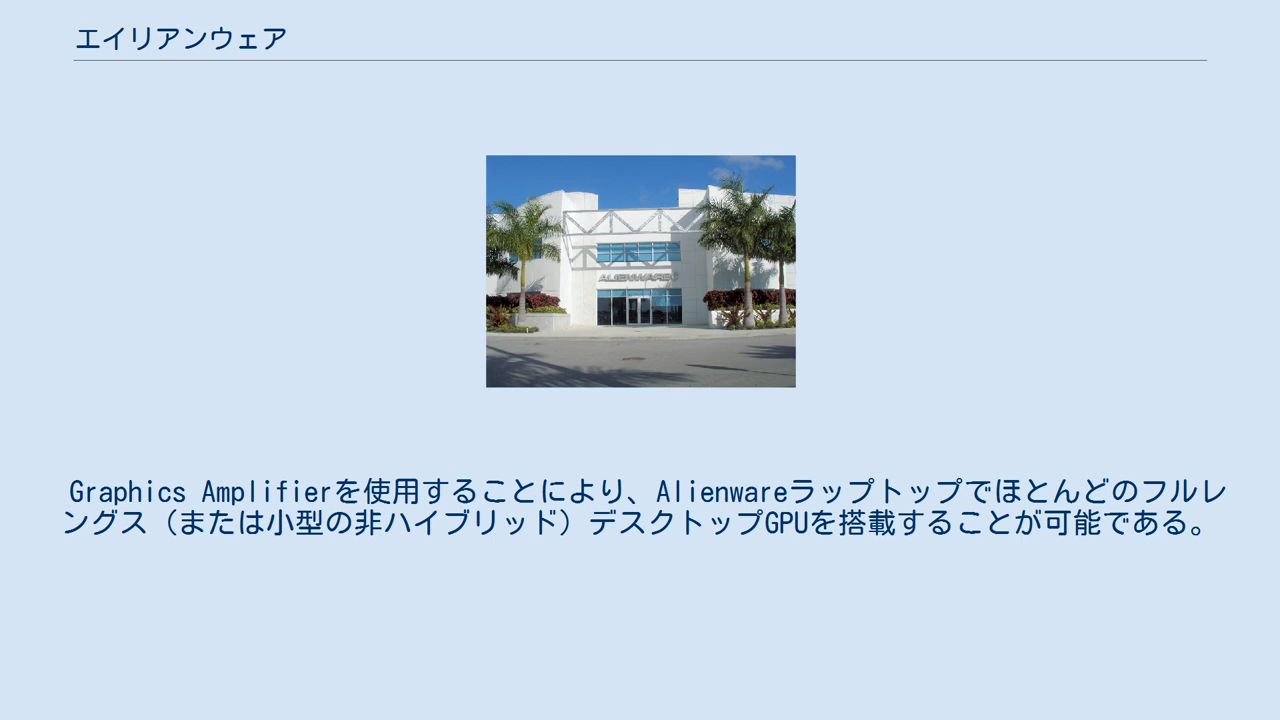 エイリアンウェア
ALIENWARE
Graphics Amplifierを使用することにより、Alienwareラップトップでほとんどのフルレ
ングス（または小型の非ハイブリッド）デスクトップGPUを搭載することが可能である。